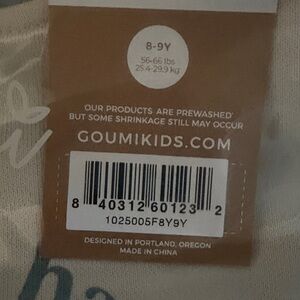 8-9Y
56-66 lbs
25.4-29.9 kg
OUR PRODUCTS ARE PREWASHED
BUT SOME SHRINKAGE STILL MAY OCCUR
GOUMIKIDS.COM
8 40312 60123 2
1025005F8Y9Y
DESIGNED IN PORTLAND, OREGON
MADE IN CHINA